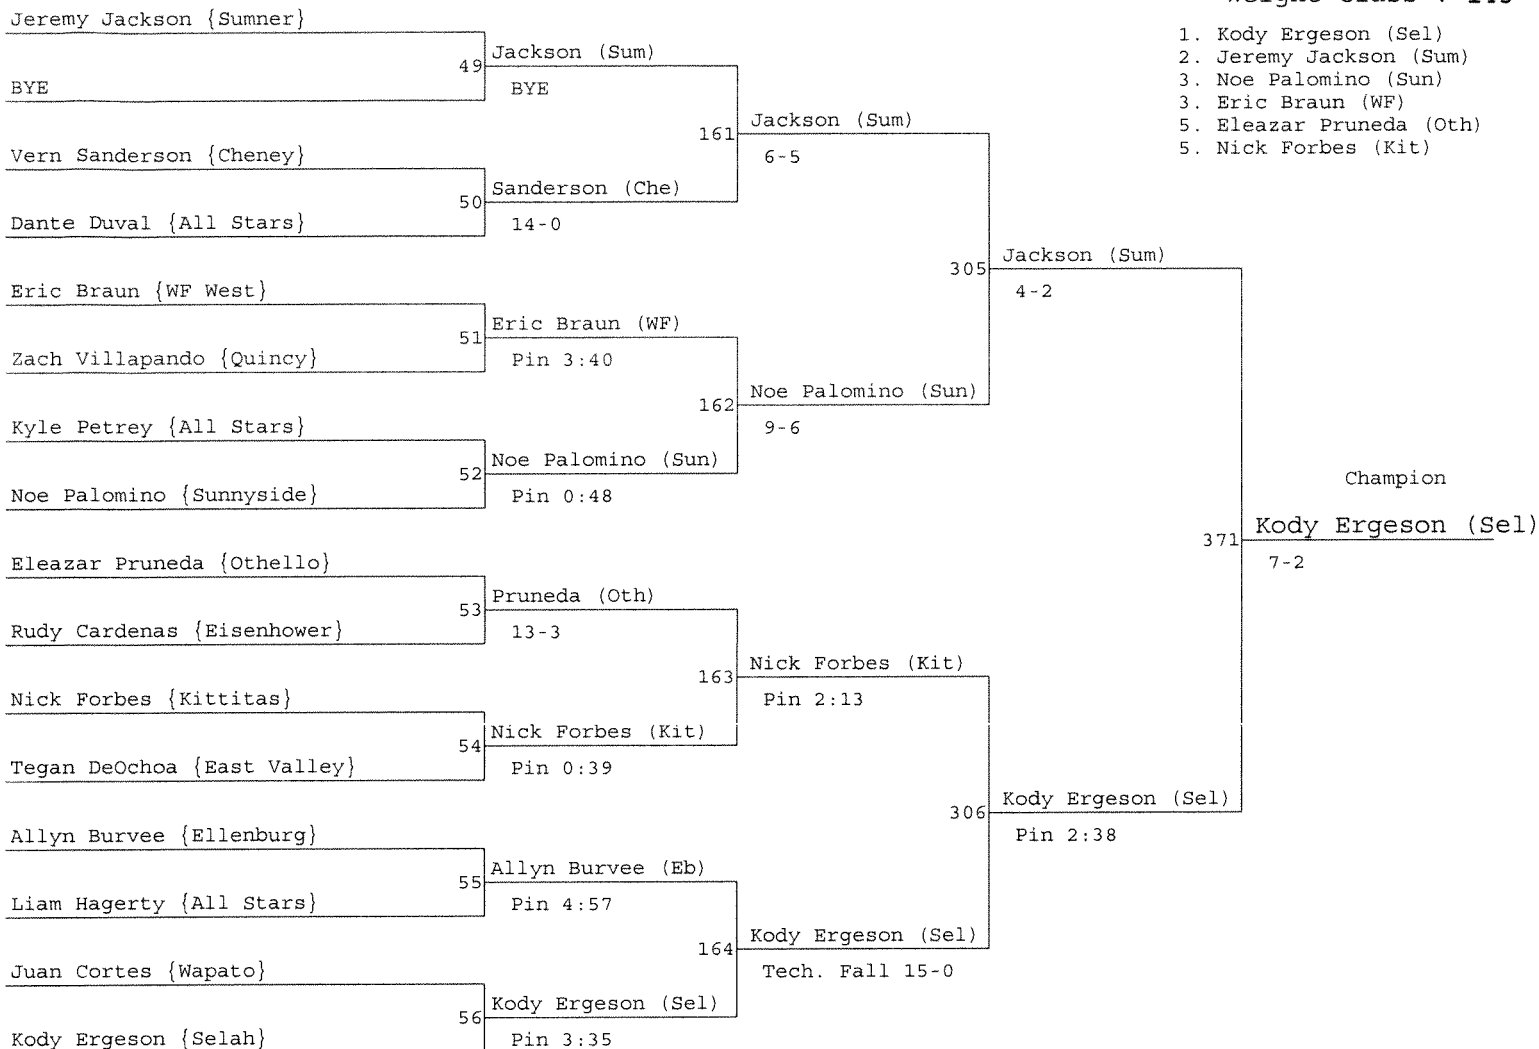 Jeremy Jackson {Sumner}
BYE
Vern Sanderson {Cheney}
Dante Duval {All Stars}
Eric Braun {WF West}
Zach Villapando {Quincy}
Kyle Petrey {All Stars}
Noe Palomino {Sunnyside}
Eleazar Pruneda {Othello}
Rudy Cardenas {Eisenhower}
Nick Forbes {Kittitas}
Tegan DeOchoa {East Valley}
Allyn Burvee {Ellenburg}
Liam Hagerty {All Stars}
Juan Cortes {Wapato}
Kody Ergeson {Selah}
49 Jackson (Sum)
BYE
50 Sanderson (Che)
14-0
51 Eric Braun (WF)
Pin 3:40
52 Noe Palomino (Sun)
Pin 0:48
53 Pruneda (Oth)
13-3
54 Nick Forbes (Kit)
Pin 0:39
55 Allyn Burvee (Eb)
Pin 4:57
56 Kody Ergeson (Sel)
Pin 3:35
161 Jackson (Sum)
6-5
162 Noe Palomino (Sun)
9-6
163 Nick Forbes (Kit)
Pin 2:13
164 Kody Ergeson (Sel)
Tech. Fall 15-0
305 Jackson (Sum)
4-2
306 Kody Ergeson (Sel)
Pin 2:38
Champion
371 Kody Ergeson (Sel)
7-2
1. Kody Ergeson (Sel)
2. Jeremy Jackson (Sum)
3. Noe Palomino (Sun)
3. Eric Braun (WF)
5. Eleazar Pruneda (Oth)
5. Nick Forbes (Kit)